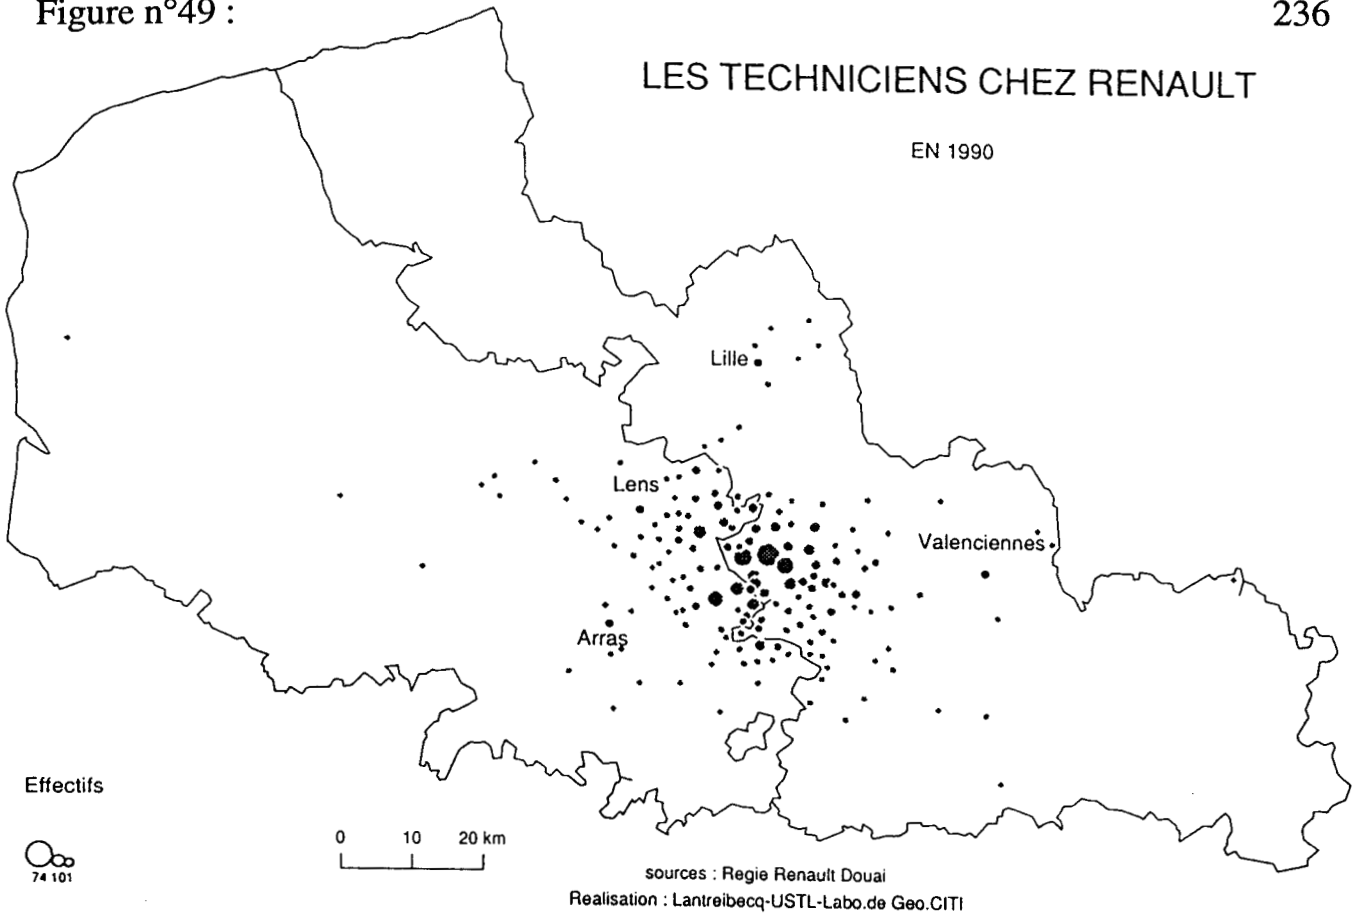 Figure n°49 :
236
LES TECHNICIENS CHEZ RENAULT
EN 1990
Lille
Lens
Valenciennes
Arras
Effectifs
0 10 20 km
74 101
sources : Regie Renault Douai
Realisation : Lantreibecq-USTL-Labo.de Geo.CITI